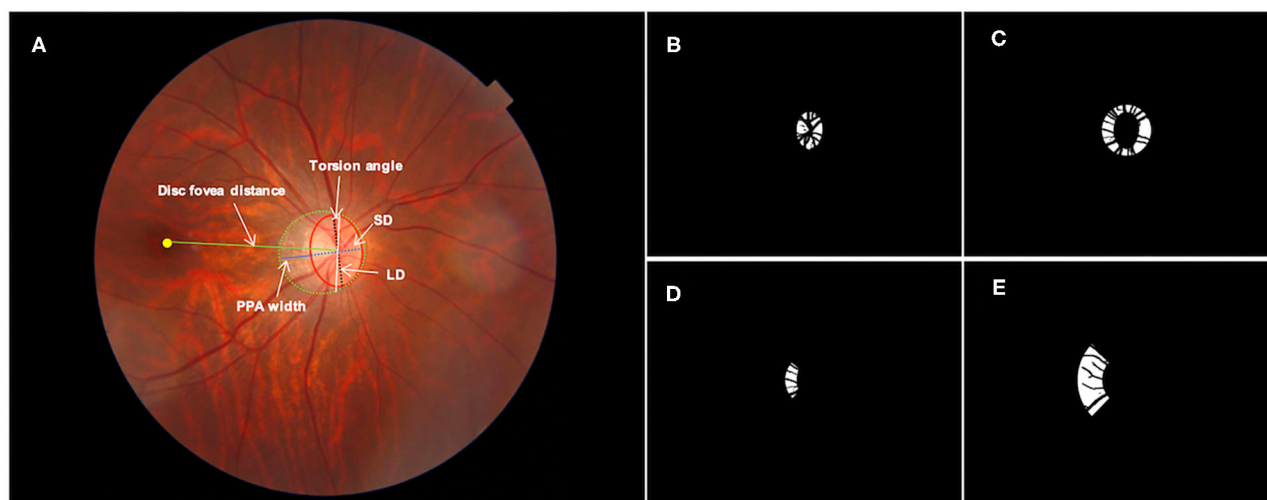 A
Torsion angle
Disc fovea distance
SD
LD
PPA width
B
C
D
E